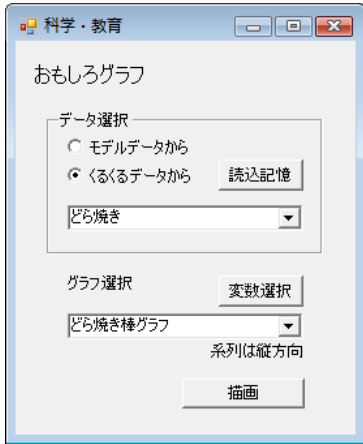 科学・教育
おもしろグラフ
データ選択
モデルデータから
くるくるデータから
読込記憶
どら焼き
グラフ選択
変数選択
どら焼き棒グラフ
系列は縦方向
描画